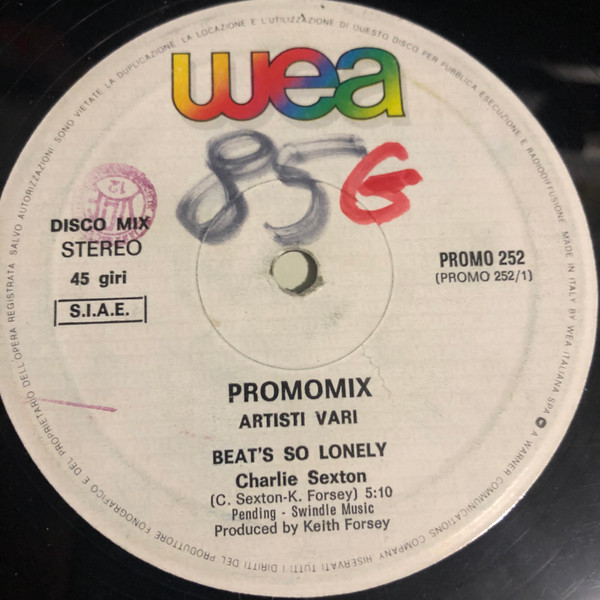 SONO VIETATE LA DUPLICAZIONE, LA LOCAZIONE E L'UTILIZZAZIONE DI QUESTO DISCO PER PUBBLICA ESECUZIONE E RADIODIFFUSIONE
SALVO AUTORIZZAZIONI
wea
85 G
12
DISCO MIX
STEREO
45 giri
S.I.A.E.
PROMO 252
(PROMO 252/1)
PROMOMIX
ARTISTI VARI
BEAT'S SO LONELY
Charlie Sexton
(C. Sexton-K. Forsey) 5:10
Pending - Swindle Music
Produced by Keith Forsey
MADE IN ITALY BY WEA ITALIANA SPA
A WARNER COMMUNICATIONS COMPANY
RISERVATI TUTTI I DIRITTI DEL PRODUTTORE FONOGRAFICO E DEL PROPRIETARIO DELL'OPERA REGISTRATA